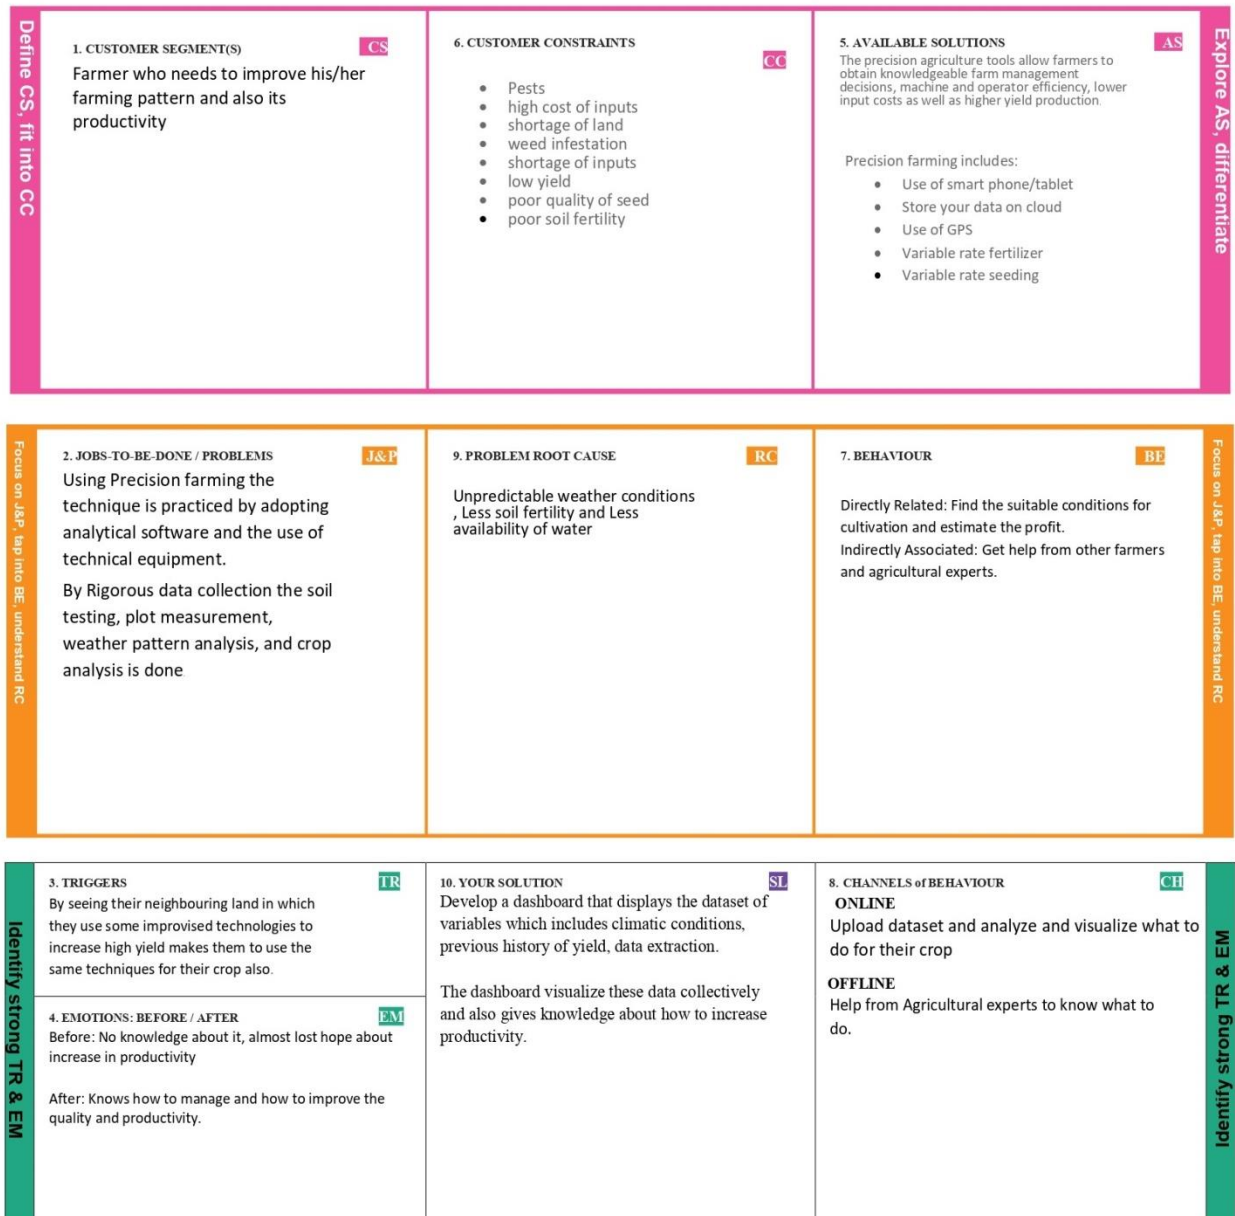 Define CS, fit into CC
1. CUSTOMER SEGMENT(S)
CS
Farmer who needs to improve his/her
farming pattern and also its
productivity
6. CUSTOMER CONSTRAINTS
CC
• Pests
• high cost of inputs
• shortage of land
• weed infestation
• shortage of inputs
• low yield
• poor quality of seed
• poor soil fertility
5. AVAILABLE SOLUTIONS
AS
The precision agriculture tools allow farmers to
obtain knowledgeable farm management
decisions, machine and operator efficiency, lower
input costs as well as higher yield production.
Precision farming includes:
• Use of smart phone/tablet
• Store your data on cloud
• Use of GPS
• Variable rate fertilizer
• Variable rate seeding
Explore AS, differentiate
Focus on J&P, tap into BE, understand RC
2. JOBS-TO-BE-DONE / PROBLEMS
J&P
Using Precision farming the
technique is practiced by adopting
analytical software and the use of
technical equipment.
By Rigorous data collection the soil
testing, plot measurement,
weather pattern analysis, and crop
analysis is done
9. PROBLEM ROOT CAUSE
RC
Unpredictable weather conditions
, Less soil fertility and Less
availability of water
7. BEHAVIOUR
BE
Directly Related: Find the suitable conditions for
cultivation and estimate the profit.
Indirectly Associated: Get help from other farmers
and agricultural experts.
Focus on J&P, tap into BE, understand RC
Identify strong TR & EM
3. TRIGGERS
TR
By seeing their neighbouring land in which
they use some improvised technologies to
increase high yield makes them to use the
same techniques for their crop also.
4. EMOTIONS: BEFORE / AFTER
EM
Before: No knowledge about it, almost lost hope about
increase in productivity
After: Knows how to manage and how to improve the
quality and productivity.
10. YOUR SOLUTION
SL
Develop a dashboard that displays the dataset of
variables which includes climatic conditions,
previous history of yield, data extraction.
The dashboard visualize these data collectively
and also gives knowledge about how to increase
productivity.
8. CHANNELS of BEHAVIOUR
CH
ONLINE
Upload dataset and analyze and visualize what to
do for their crop
OFFLINE
Help from Agricultural experts to know what to
do.
Identify strong TR & EM